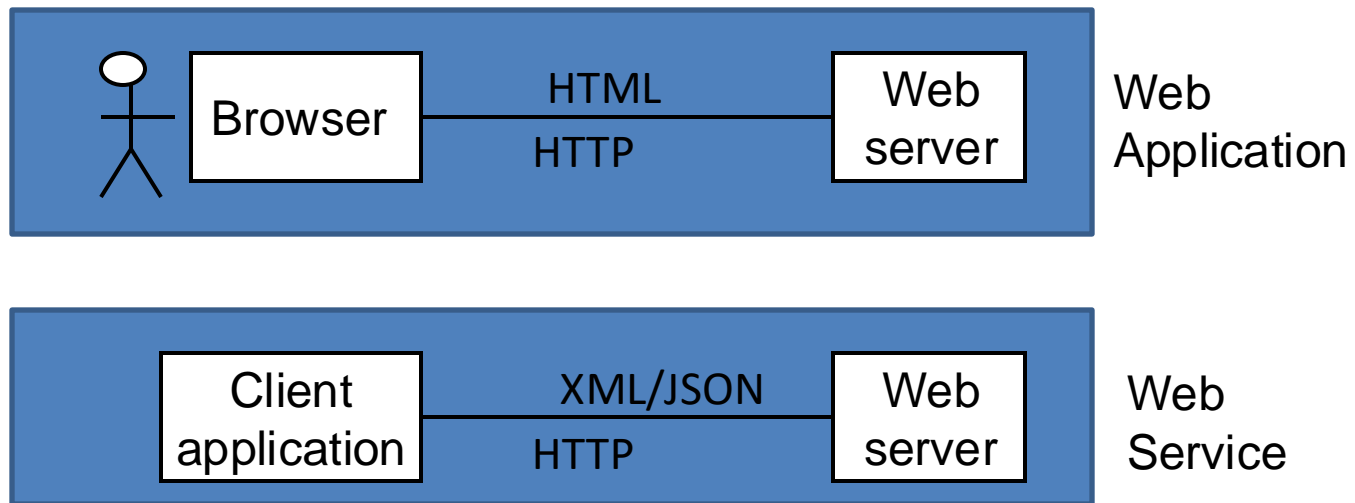 Browser
HTML
HTTP
Web
server
Web
Application
Client
application
XML/JSON
HTTP
Web
server
Web
Service